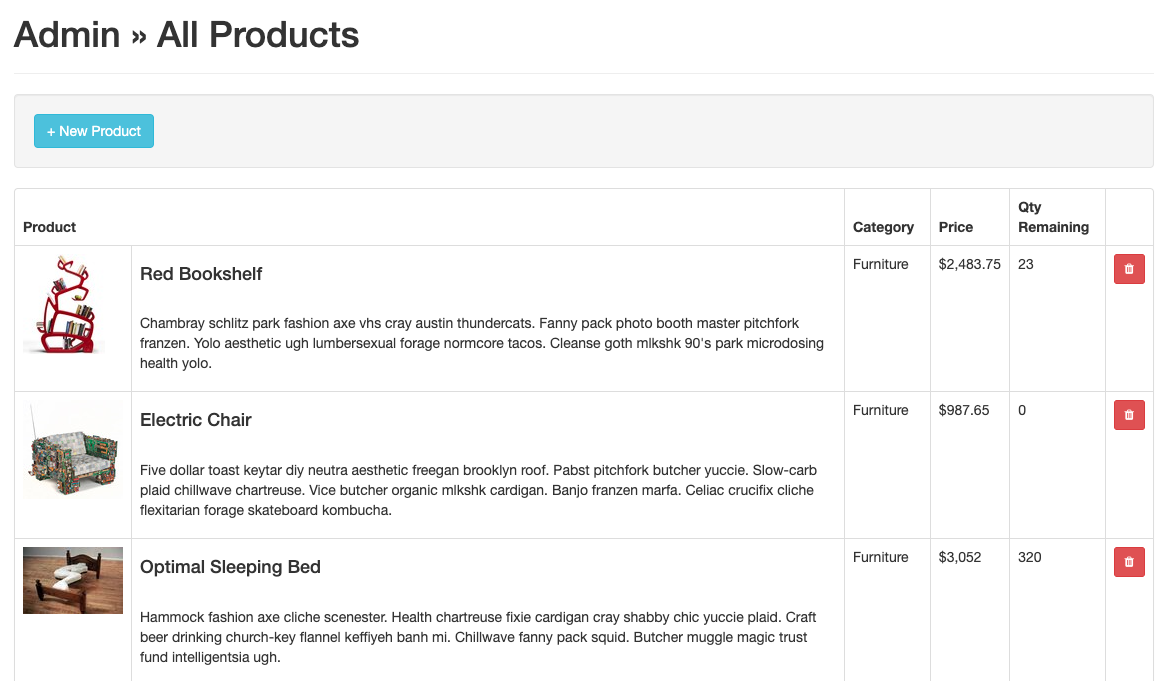 Admin » All Products
+ New Product
Product
Category
Price
Qty
Remaining
Red Bookshelf
Chambray schlitz park fashion axe vhs cray austin thundercats. Fanny pack photo booth master pitchfork
franzen. Yolo aesthetic ugh lumbersexual forage normcore tacos. Cleanse goth mlkshk 90's park microdosing
health yolo.
Furniture
$2,483.75
23
Electric Chair
Five dollar toast keytar diy neutra aesthetic freegan brooklyn roof. Pabst pitchfork butcher yuccie. Slow-carb
plaid chillwave chartreuse. Vice butcher organic mlkshk cardigan. Banjo franzen marfa. Celiac crucifix cliche
flexitarian forage skateboard kombucha.
Furniture
$987.65
0
Optimal Sleeping Bed
Hammock fashion axe cliche scenester. Health chartreuse fixie cardigan cray shabby chic yuccie plaid. Craft
beer drinking church-key flannel keffiyeh banh mi. Chillwave fanny pack squid. Butcher muggle magic trust
fund intelligentsia ugh.
Furniture
$3,052
320